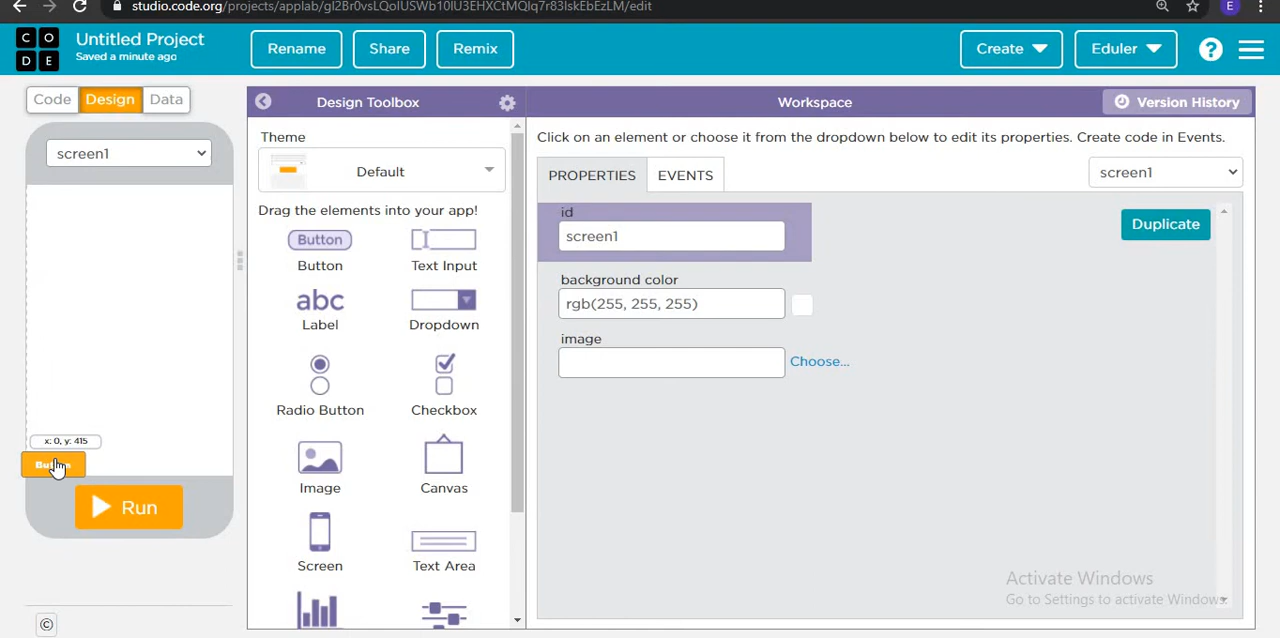 studio.code.org/projects/applab/gl2Br0vsLQolUSWb10IU3EHXCtMQlq7r83lskEbEzLM/edit
E
C O D E
Untitled Project
Saved a minute ago
Rename
Share
Remix
Create
Eduler
?
Code
Design
Data
Design Toolbox
Workspace
Version History
screen1
Theme
Default
Drag the elements into your app!
Button
Button
Text Input
abc
Label
Dropdown
Radio Button
Checkbox
Image
Canvas
Screen
Text Area
Click on an element or choose it from the dropdown below to edit its properties. Create code in Events.
PROPERTIES
EVENTS
screen1
id
screen1
Duplicate
background color
rgb(255, 255, 255)
image
Choose...
x: 0, y: 415
Run
©
Activate Windows
Go to Settings to activate Windows.